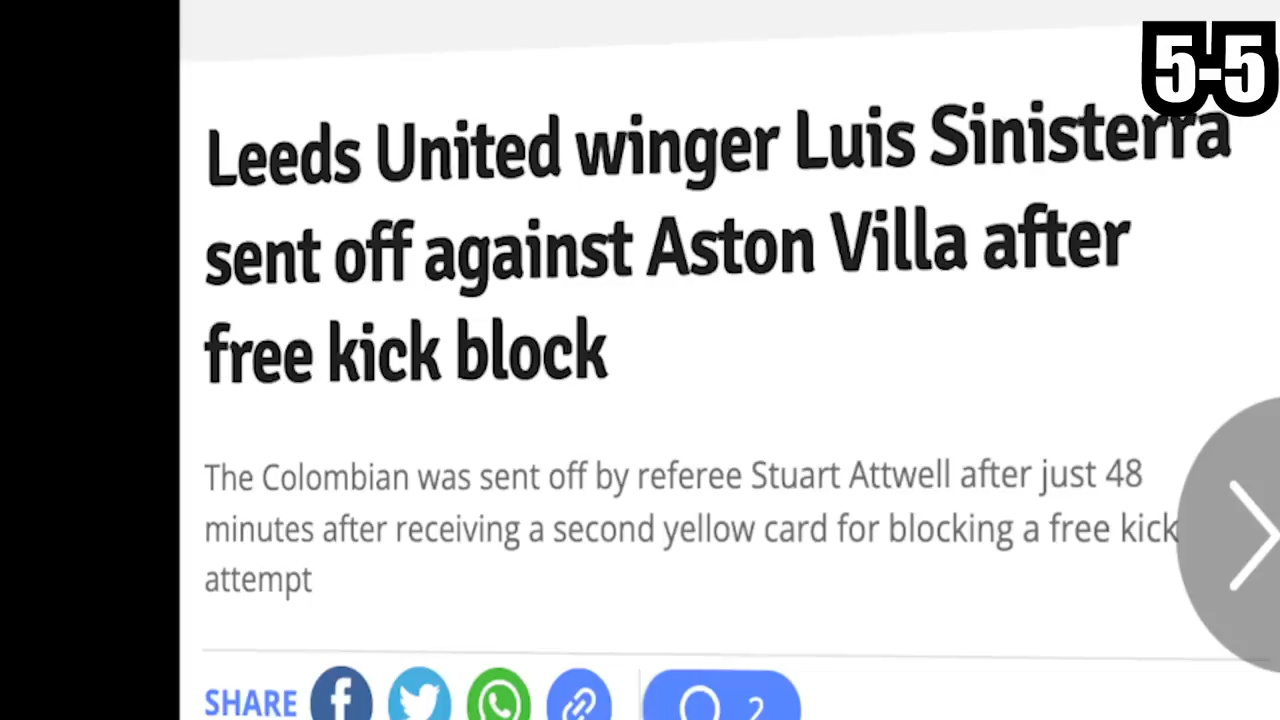 5-5
Leeds United winger Luis Sinisterra
sent off against Aston Villa after
free kick block
The Colombian was sent off by referee Stuart Attwell after just 48
minutes after receiving a second yellow card for blocking a free kick
attempt
SHARE
2